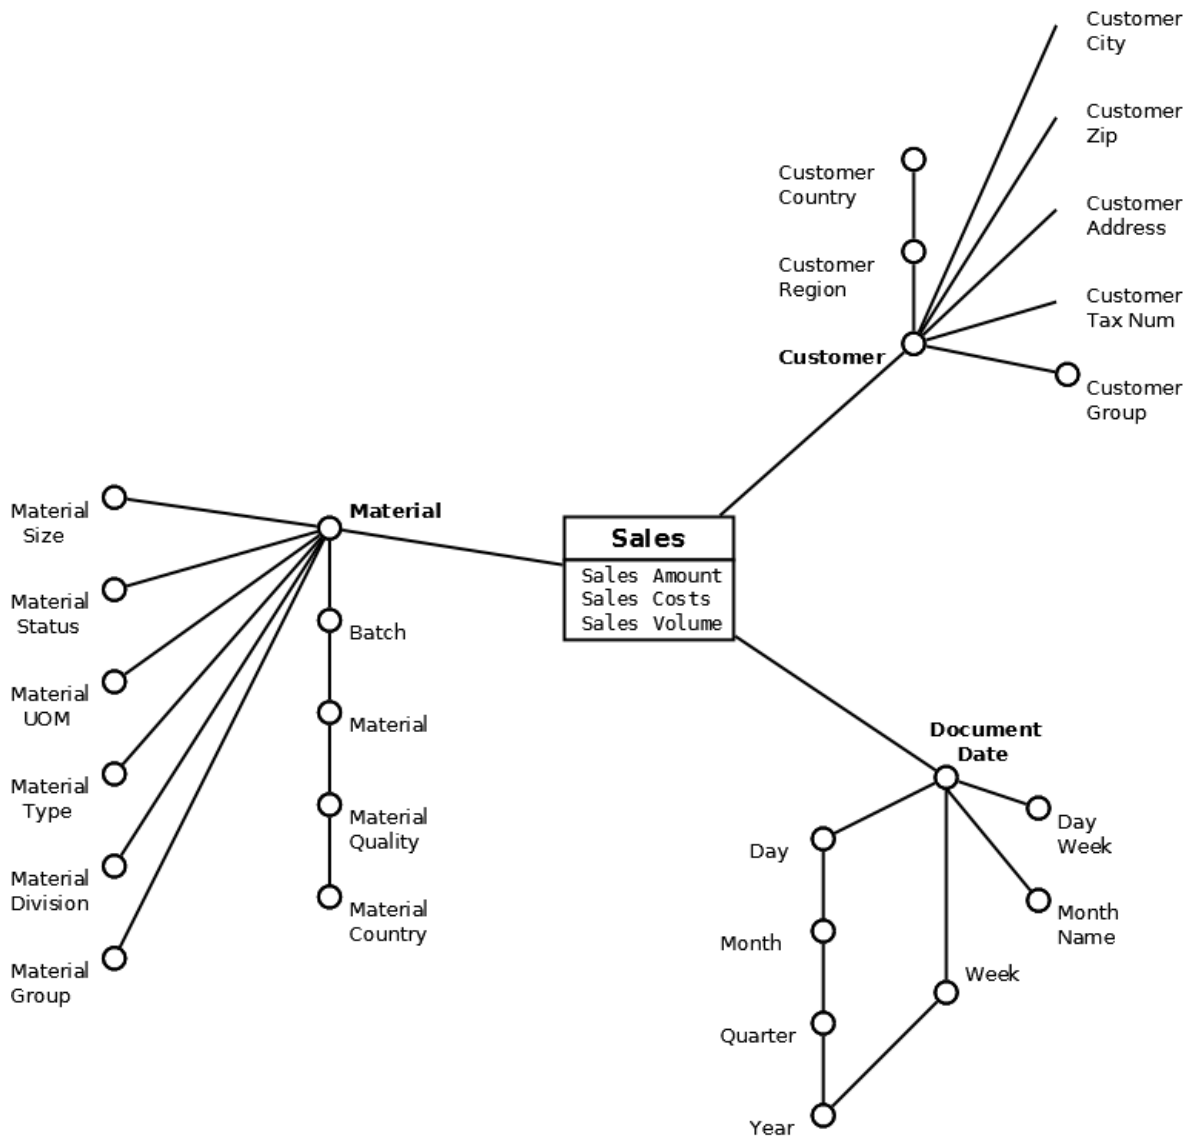 Customer
City
Customer
Zip
Customer
Country
Customer
Address
Customer
Region
Customer
Tax Num
Customer
Customer
Group
Material
Size
Material
Sales
Sales Amount
Sales Costs
Sales Volume
Material
Status
Batch
Material
UOM
Material
Material
Type
Material
Quality
Material
Division
Material
Country
Material
Group
Document
Date
Day
Week
Day
Month
Name
Month
Week
Quarter
Year